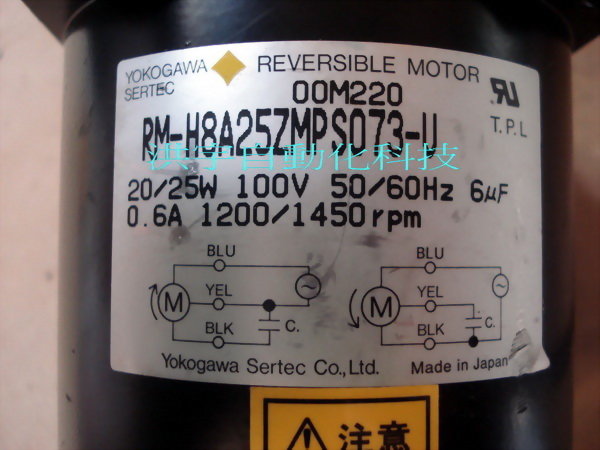 YOKOGAWA REVERSIBLE MOTOR
SERTEC
00M220
T.P.L
RM-H8A25ZMPS073-U
洪宇自動化科技
20/25W 100V 50/60Hz 6μF
0.6A 1200/1450rpm
BLU BLU
M YEL M YEL
BLK C. BLK C.
Yokogawa Sertec Co.,Ltd. Made in Japan
注意